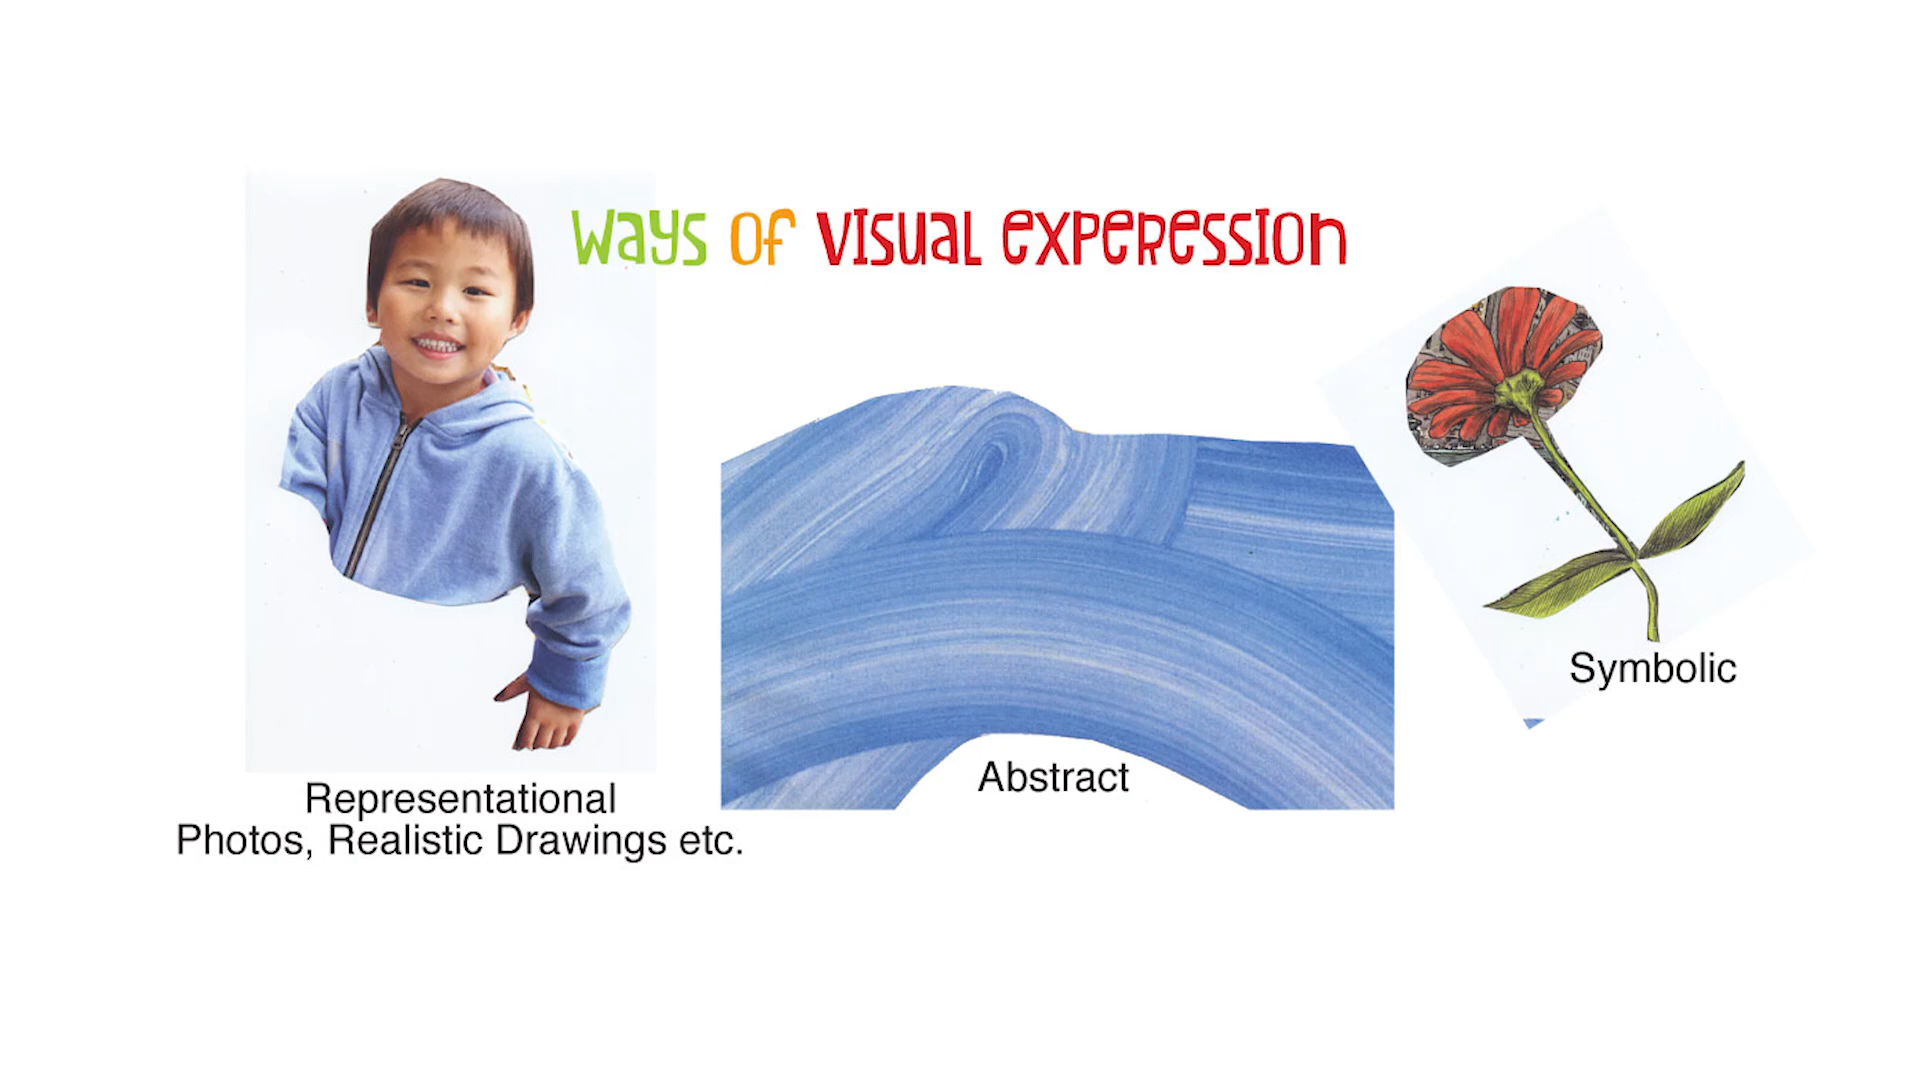 ways of visual experession
Symbolic
Abstract
Representational
Photos, Realistic Drawings etc.